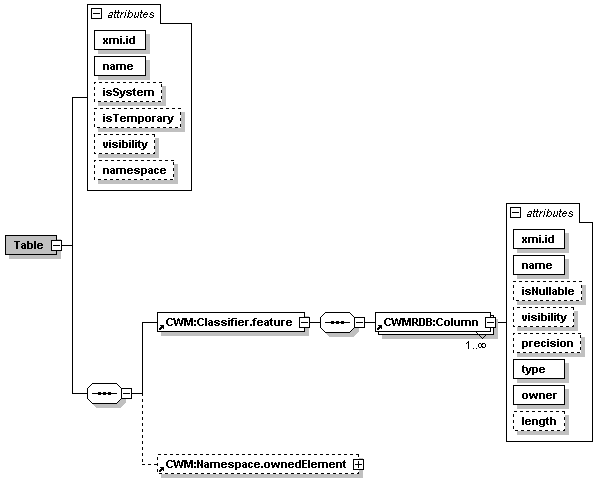 attributes
xmi.id
name
isSystem
isTemporary
visibility
namespace
Table
CWM:Classifier.feature
CWMRDB:Column
1..∞
attributes
xmi.id
name
isNullable
visibility
precision
type
owner
length
CWM:Namespace.ownedElement